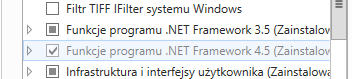 Filtr TIFF IFilter systemu Windows
Funkcje programu .NET Framework 3.5 (Zainstalow
Funkcje programu .NET Framework 4.5 (Zainstalow
Infrastruktura i interfejsy użytkownika (Zainstalowa